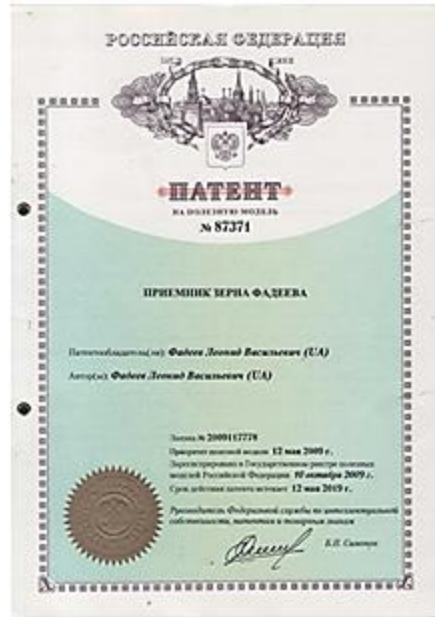 РОССИЙСКАЯ ФЕДЕРАЦИЯ
ПАТЕНТ
НА ПОЛЕЗНУЮ МОДЕЛЬ
№ 87371
ПРИЕМНИК ЗЕРНА ФАДЕЕВА
Патентообладатель(ли): Фадеев Леонид Васильевич (UA)
Автор(ы): Фадеев Леонид Васильевич (UA)
Заявка № 2009117778
Приоритет полезной модели 12 мая 2009 г.
Зарегистрировано в Государственном реестре полезных
моделей Российской Федерации 10 октября 2009 г.
Срок действия патента истекает 12 мая 2019 г.
Руководитель Федеральной службы по интеллектуальной
собственности, патентам и товарным знакам
Б.П. Симонов